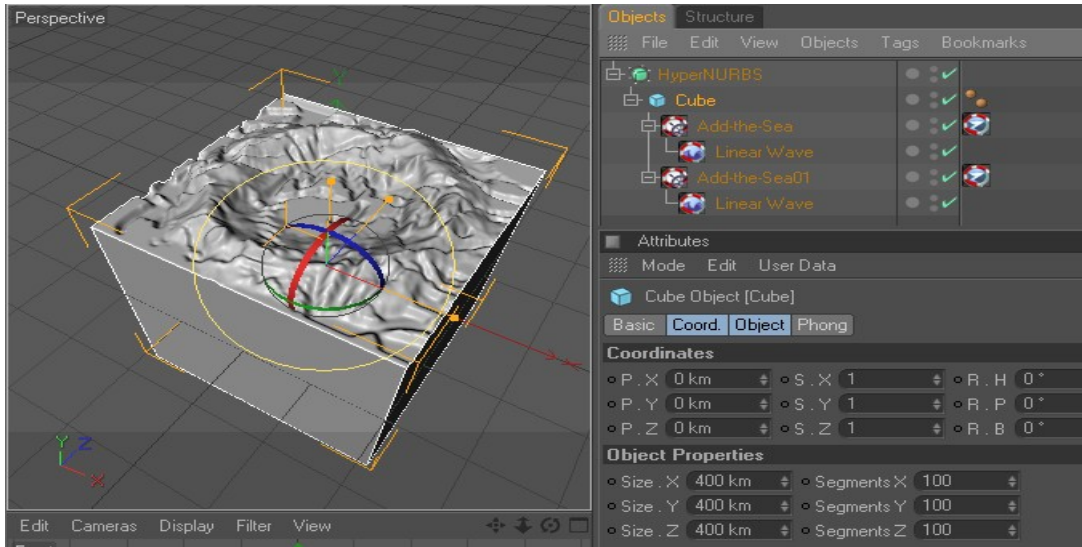 Perspective
Y
X
Y Z
X
Edit Cameras Display Filter View
Objects Structure
File Edit View Objects Tags Bookmarks
HyperNURBS
Cube
Add-the-Sea
Linear Wave
Add-the-Sea01
Linear Wave
Attributes
Mode Edit User Data
Cube Object [Cube]
Basic Coord. Object Phong
Coordinates
P . X 0 km S . X 1 R . H 0 °
P . Y 0 km S . Y 1 R . P 0 °
P . Z 0 km S . Z 1 R . B 0 °
Object Properties
Size . X 400 km Segments X 100
Size . Y 400 km Segments Y 100
Size . Z 400 km Segments Z 100